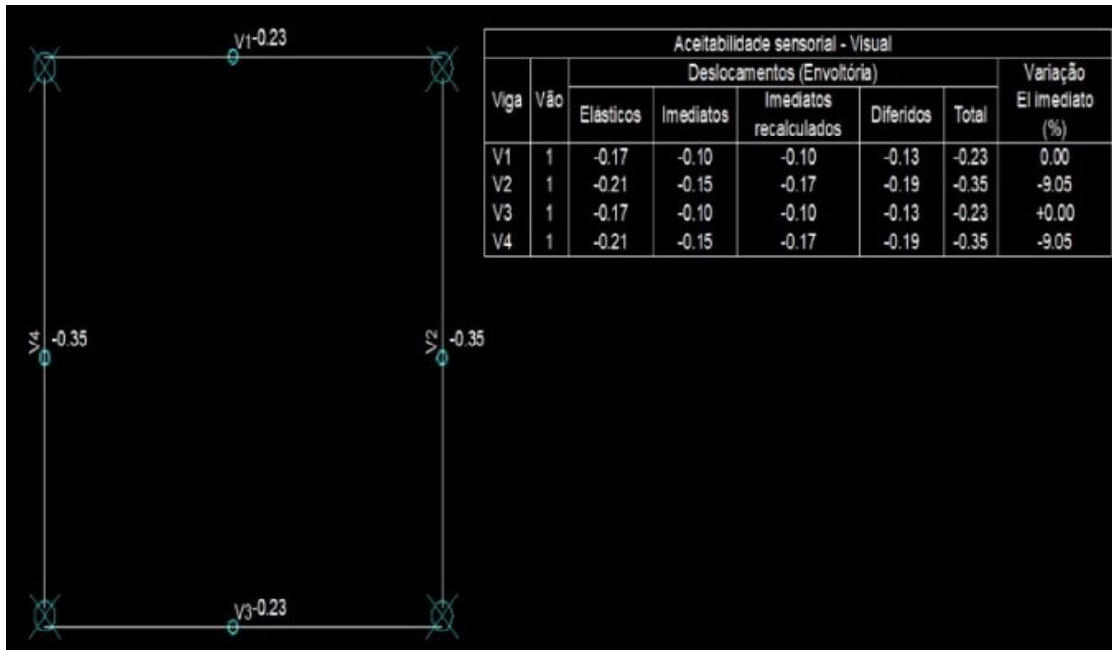 V1-0.23
V4 -0.35
V2 -0.35
V3-0.23
Aceitabilidade sensorial - Visual
Viga Vão Deslocamentos (Envoltória) Variação El imediato (%)
Elásticos Imediatos Imediatos recalculados Diferidos Total
V1 1 -0.17 -0.10 -0.10 -0.13 -0.23 0.00
V2 1 -0.21 -0.15 -0.17 -0.19 -0.35 -9.05
V3 1 -0.17 -0.10 -0.10 -0.13 -0.23 +0.00
V4 1 -0.21 -0.15 -0.17 -0.19 -0.35 -9.05